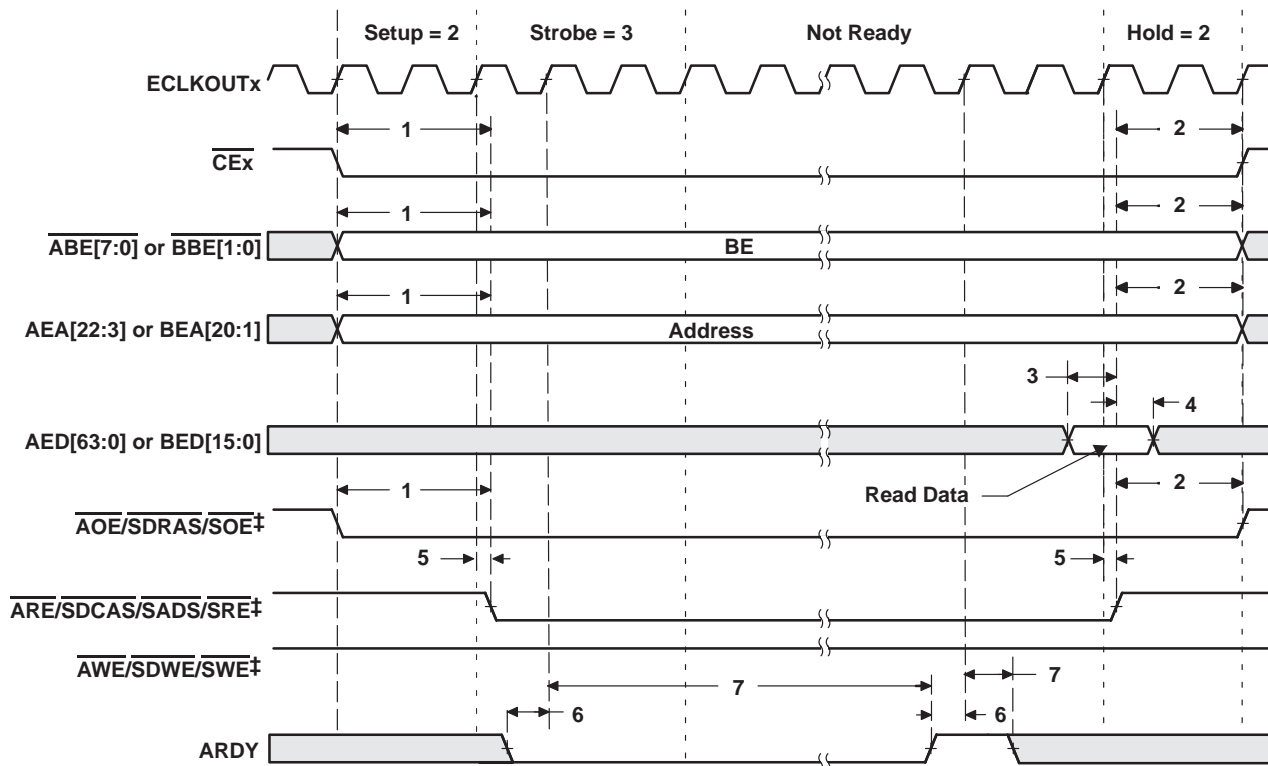 Setup = 2 Strobe = 3 Not Ready Hold = 2
ECLKOUTx
1 2
CEx
1 2
ABE[7:0] or BBE[1:0] BE
1 2
AEA[22:3] or BEA[20:1] Address
3
4
AED[63:0] or BED[15:0]
1 Read Data 2
AOE/SDRAS/SOE‡
5 5
ARE/SDCAS/SADS/SRE‡
AWE/SDWE/SWE‡
7 7
6 6
ARDY